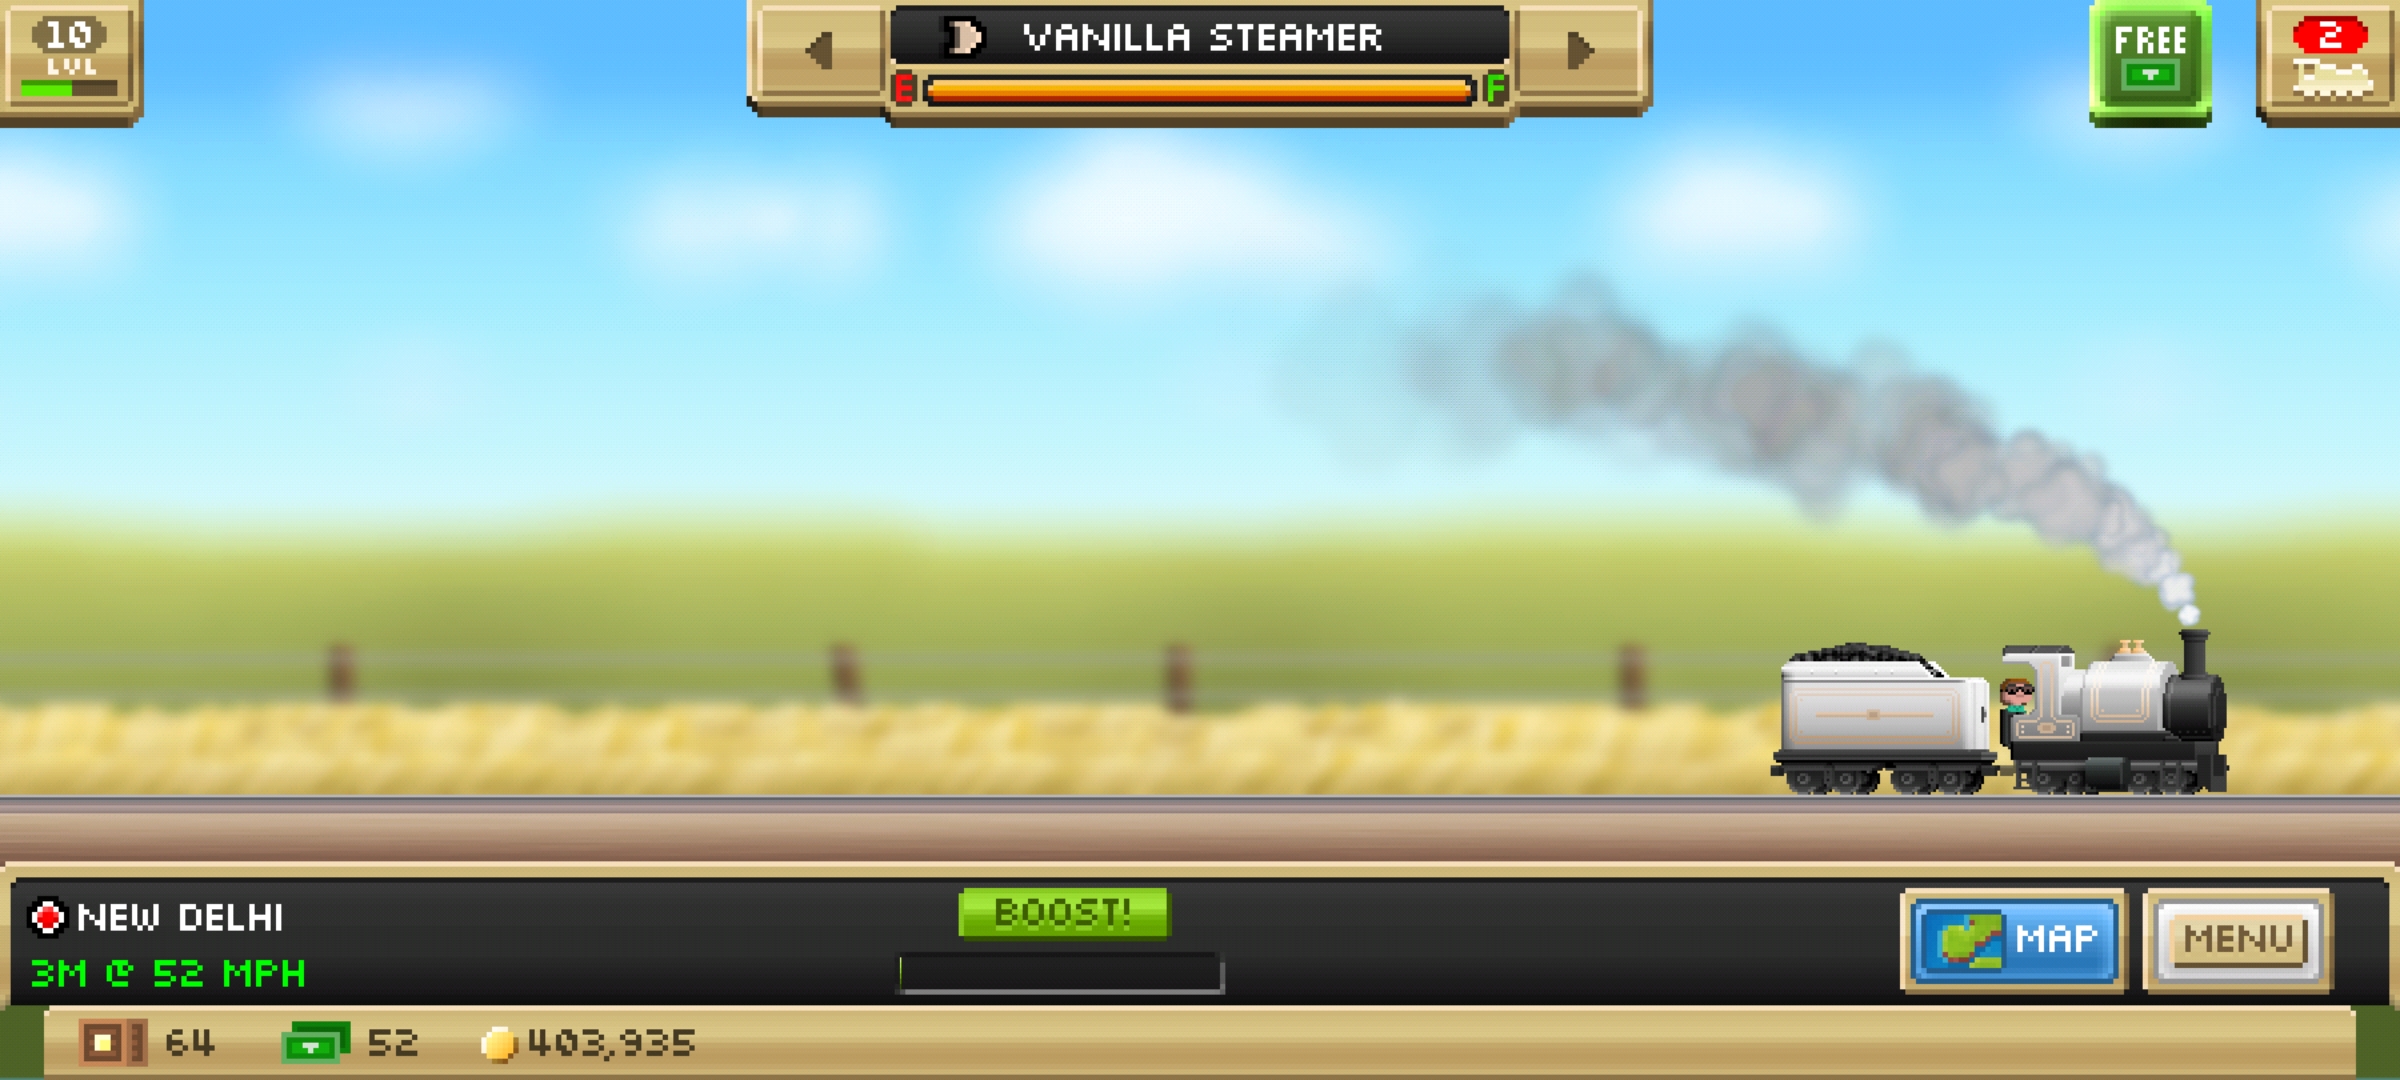 10
LVL
VANILLA STEAMER
E F
FREE
2
NEW DELHI
3M @ 52 MPH
BOOST!
MAP
MENU
64
52
403,935